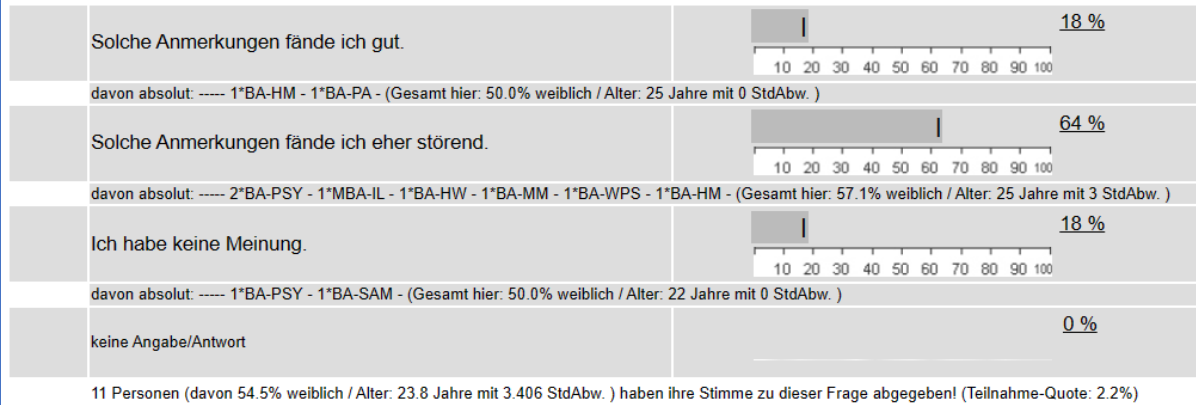 18 %
Solche Anmerkungen fände ich gut.
10 20 30 40 50 60 70 80 90 100
davon absolut: ----- 1*BA-HM - 1*BA-PA - (Gesamt hier: 50.0% weiblich / Alter: 25 Jahre mit 0 StdAbw. )
64 %
Solche Anmerkungen fände ich eher störend.
10 20 30 40 50 60 70 80 90 100
davon absolut: ----- 2*BA-PSY - 1*MBA-IL - 1*BA-HW - 1*BA-MM - 1*BA-WPS - 1*BA-HM - (Gesamt hier: 57.1% weiblich / Alter: 25 Jahre mit 3 StdAbw. )
18 %
Ich habe keine Meinung.
10 20 30 40 50 60 70 80 90 100
davon absolut: ----- 1*BA-PSY - 1*BA-SAM - (Gesamt hier: 50.0% weiblich / Alter: 22 Jahre mit 0 StdAbw. )
0 %
keine Angabe/Antwort
11 Personen (davon 54.5% weiblich / Alter: 23.8 Jahre mit 3.406 StdAbw. ) haben ihre Stimme zu dieser Frage abgegeben! (Teilnahme-Quote: 2.2%)